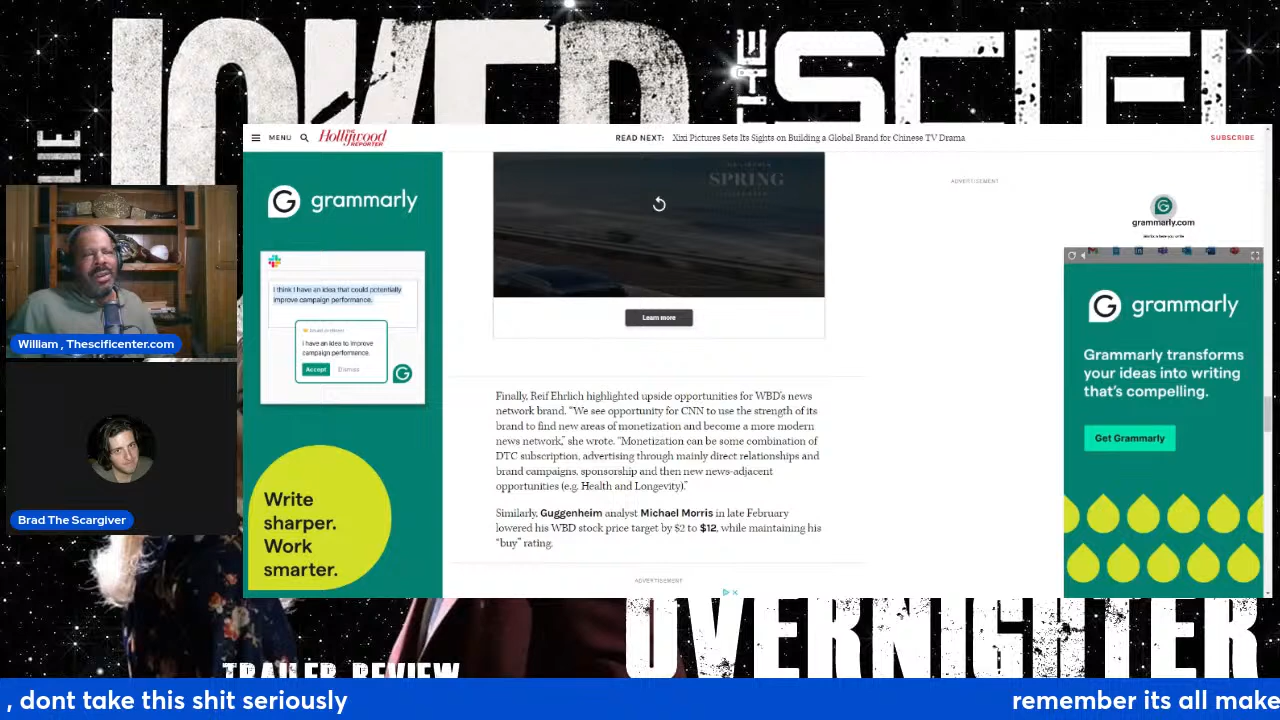 JOKER
THE
SCI FI
THE
MENU
The Hollywood REPORTER
READ NEXT: Xixi Pictures Sets Its Sights on Building a Global Brand for Chinese TV Drama
SUBSCRIBE
grammarly
I think I have an idea that could potentially
improve campaign performance.
I have an idea to improve
campaign performance.
Accept Dismiss
Write
sharper.
Work
smarter.
SPRING
Learn more
Finally, Reif Ehrlich highlighted upside opportunities for WBD's news
network brand. "We see opportunity for CNN to use the strength of its
brand to find new areas of monetization and become a more modern
news network," she wrote. "Monetization can be some combination of
DTC subscription, advertising through mainly direct relationships and
brand campaigns, sponsorship and then new news-adjacent
opportunities (e.g. Health and Longevity)."
Similarly, Guggenheim analyst Michael Morris in late February
lowered his WBD stock price target by $2 to $12, while maintaining his
"buy" rating.
ADVERTISEMENT
ADVERTISEMENT
grammarly.com
grammarly
Grammarly transforms
your ideas into writing
that's compelling.
Get Grammarly
William , Thescificenter.com
Brad The Scargiver
TRAILER REVIEW
OVERNIGHTER
, dont take this shit seriously
remember its all make